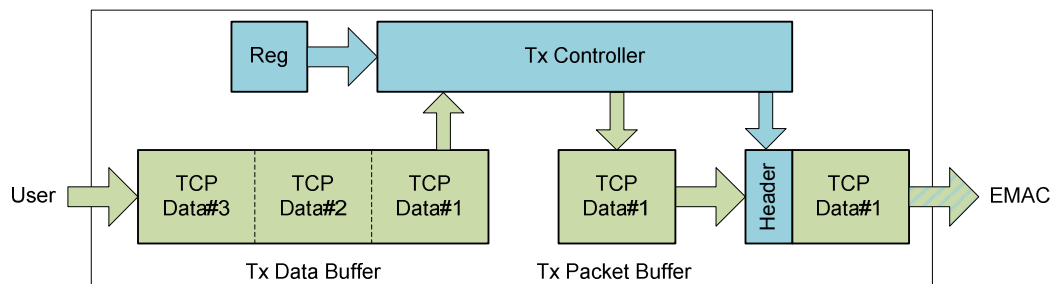 Reg
Tx Controller
User
TCP
Data#3
TCP
Data#2
TCP
Data#1
TCP
Data#1
Header
TCP
Data#1
EMAC
Tx Data Buffer
Tx Packet Buffer